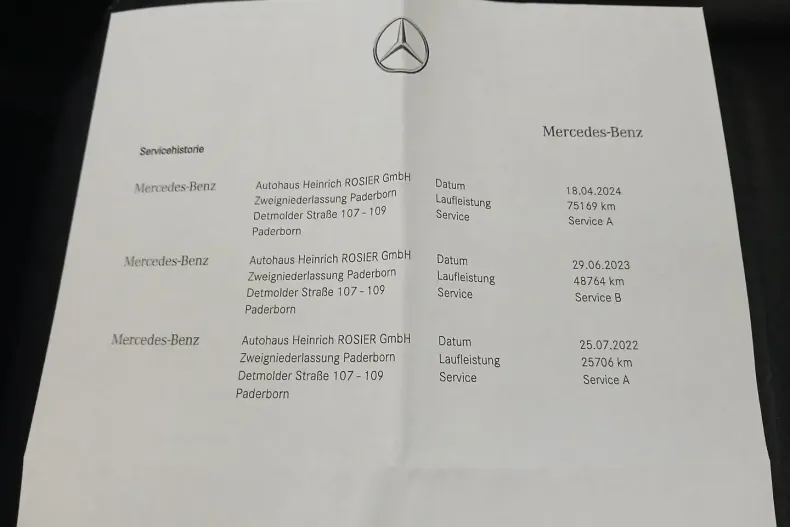 Mercedes-Benz
Servicehistorie
Mercedes-Benz Autohaus Heinrich ROSIER GmbH Datum 18.04.2024
Zweigniederlassung Paderborn Laufleistung 75169 km
Detmolder Straße 107 - 109 Service Service A
Paderborn
Mercedes-Benz Autohaus Heinrich ROSIER GmbH Datum 29.06.2023
Zweigniederlassung Paderborn Laufleistung 48764 km
Detmolder Straße 107 - 109 Service Service B
Paderborn
Mercedes-Benz Autohaus Heinrich ROSIER GmbH Datum 25.07.2022
Zweigniederlassung Paderborn Laufleistung 25706 km
Detmolder Straße 107 - 109 Service Service A
Paderborn